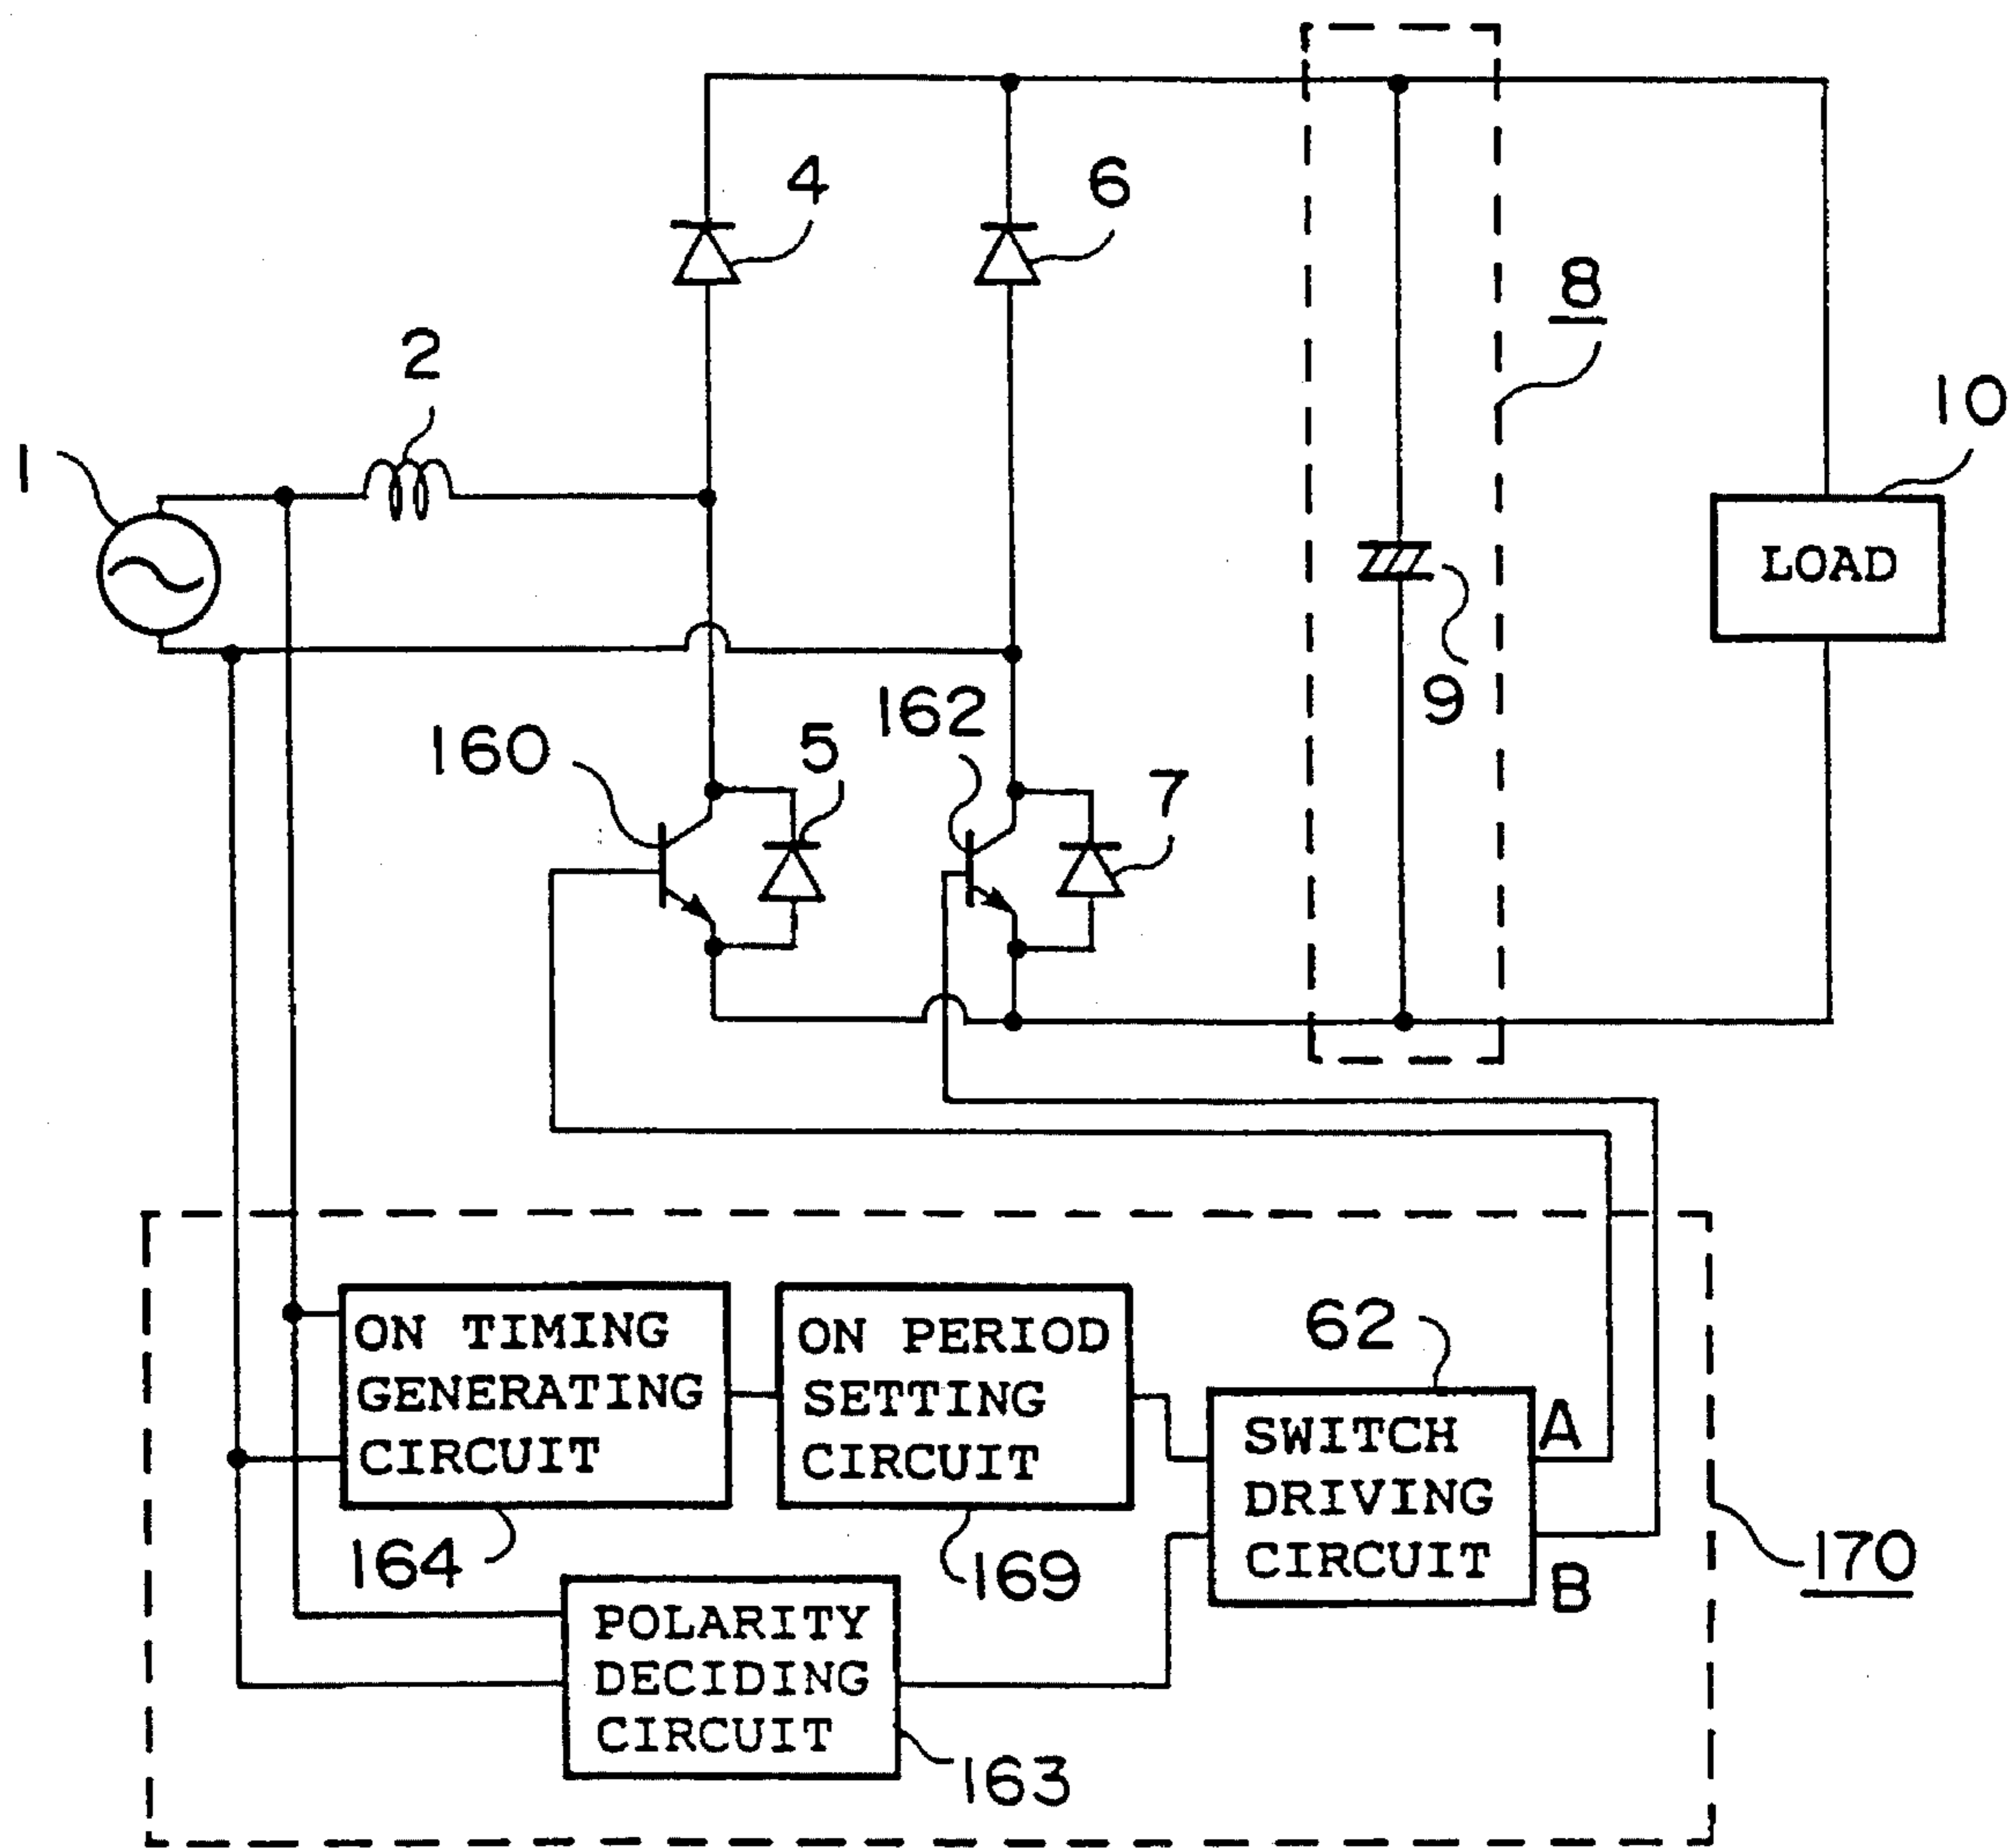 4
6
8
2
10
1
LOAD
9
162
160
5
7
62
ON TIMING
GENERATING
CIRCUIT
ON PERIOD
SETTING
CIRCUIT
A
SWITCH
DRIVING
CIRCUIT
B
164
169
170
POLARITY
DECIDING
CIRCUIT
163